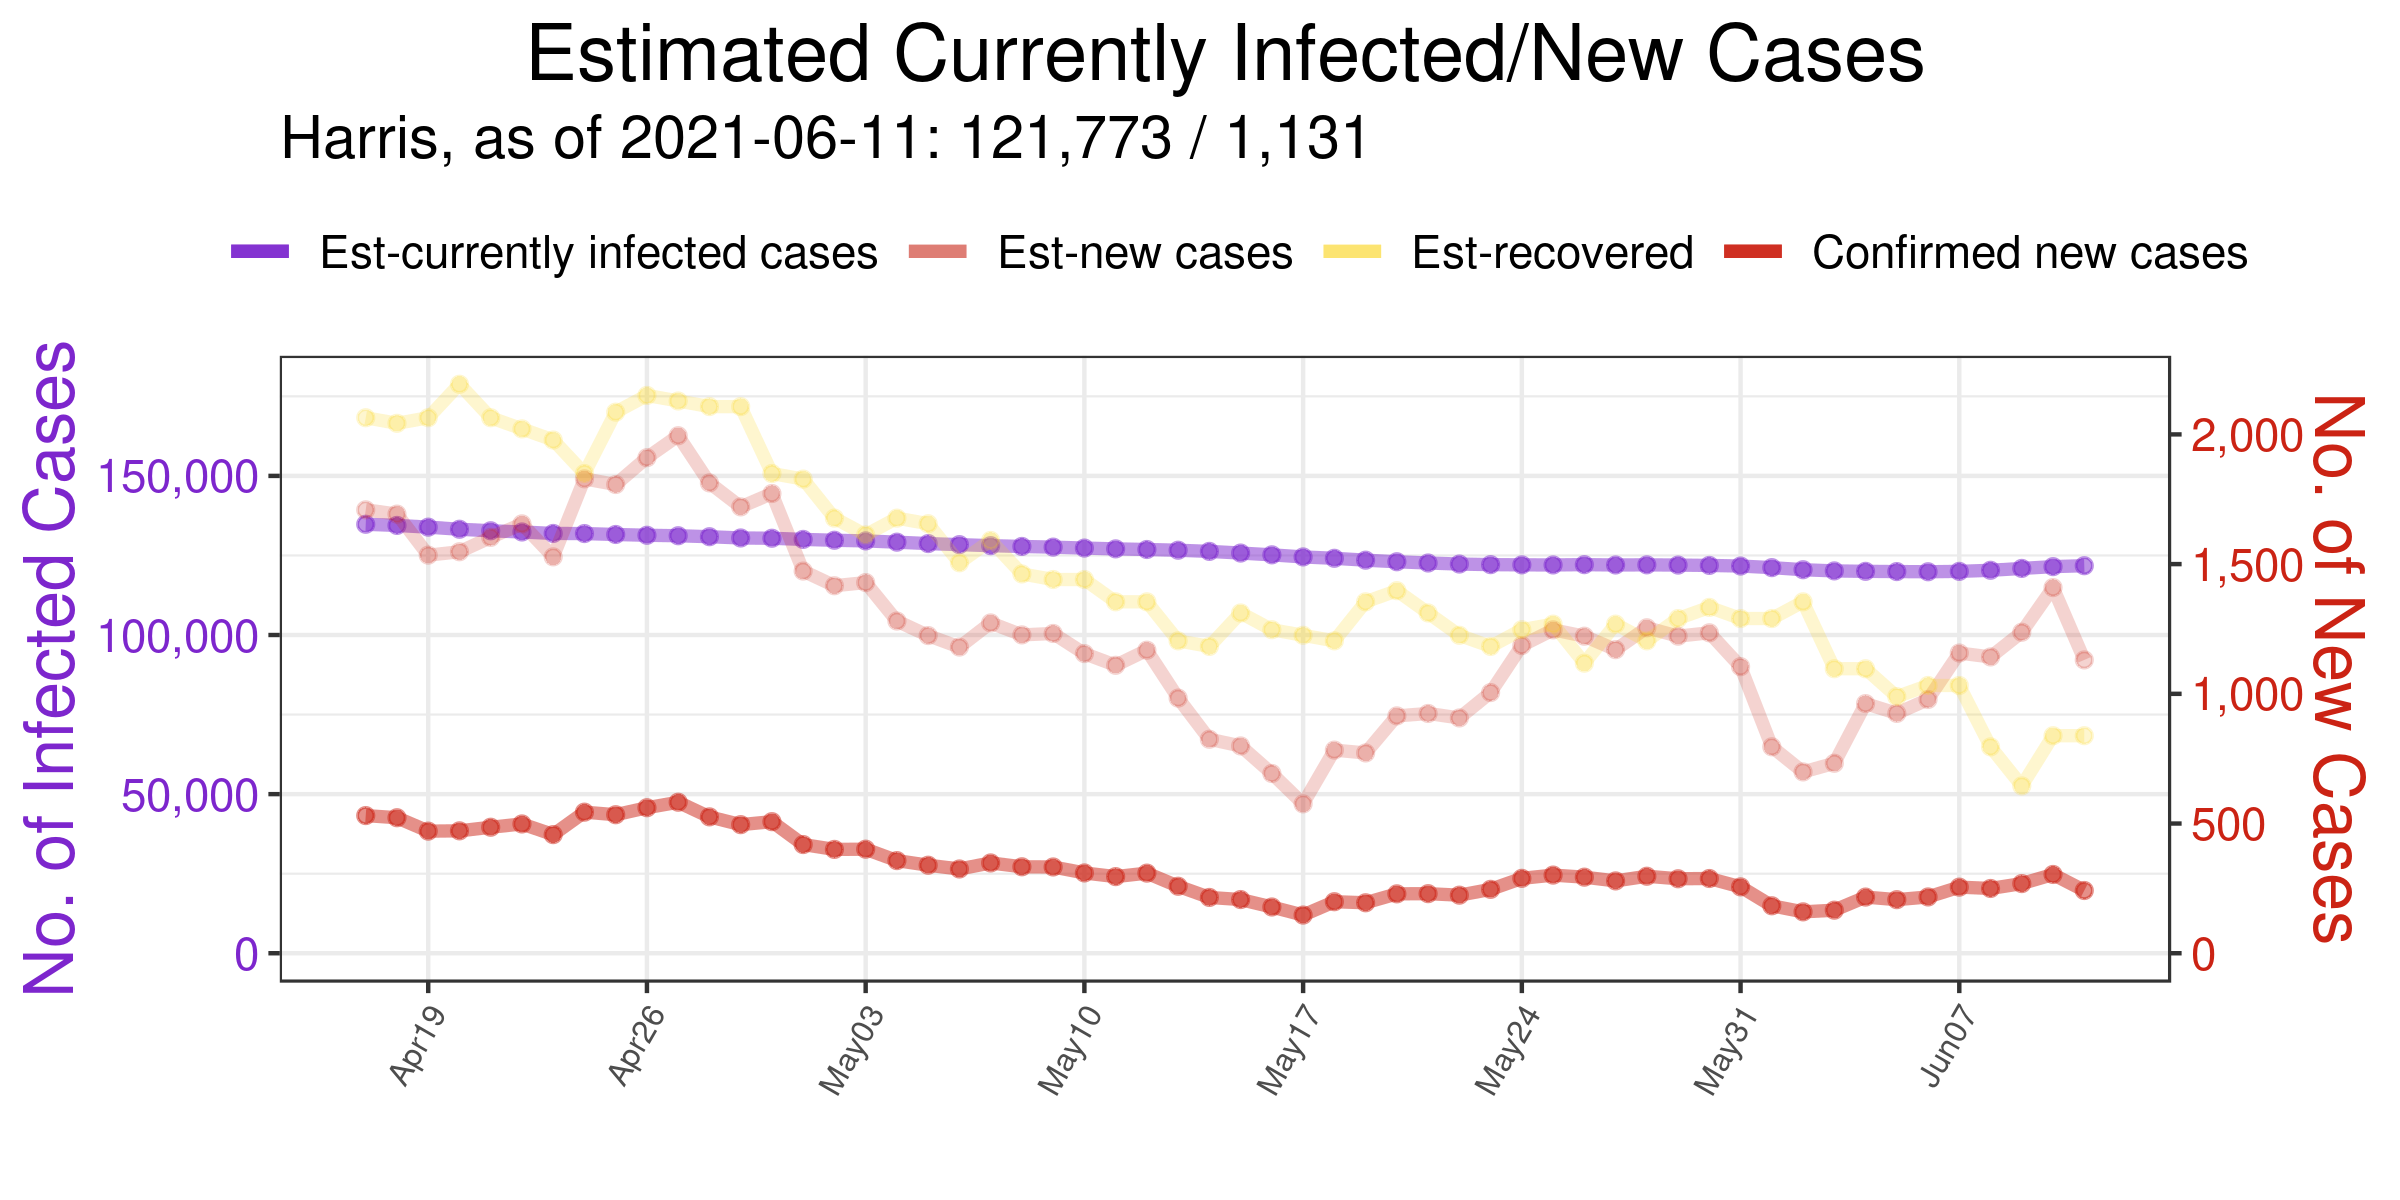 Estimated Currently Infected/New Cases
Harris, as of 2021-06-11: 121,773 / 1,131
Est-currently infected cases Est-new cases Est-recovered Confirmed new cases
No. of Infected Cases
150,000
100,000
50,000
0
2,000
1,500
1,000
500
0
No. of New Cases
Apr19 Apr26 May03 May10 May17 May24 May31 Jun07